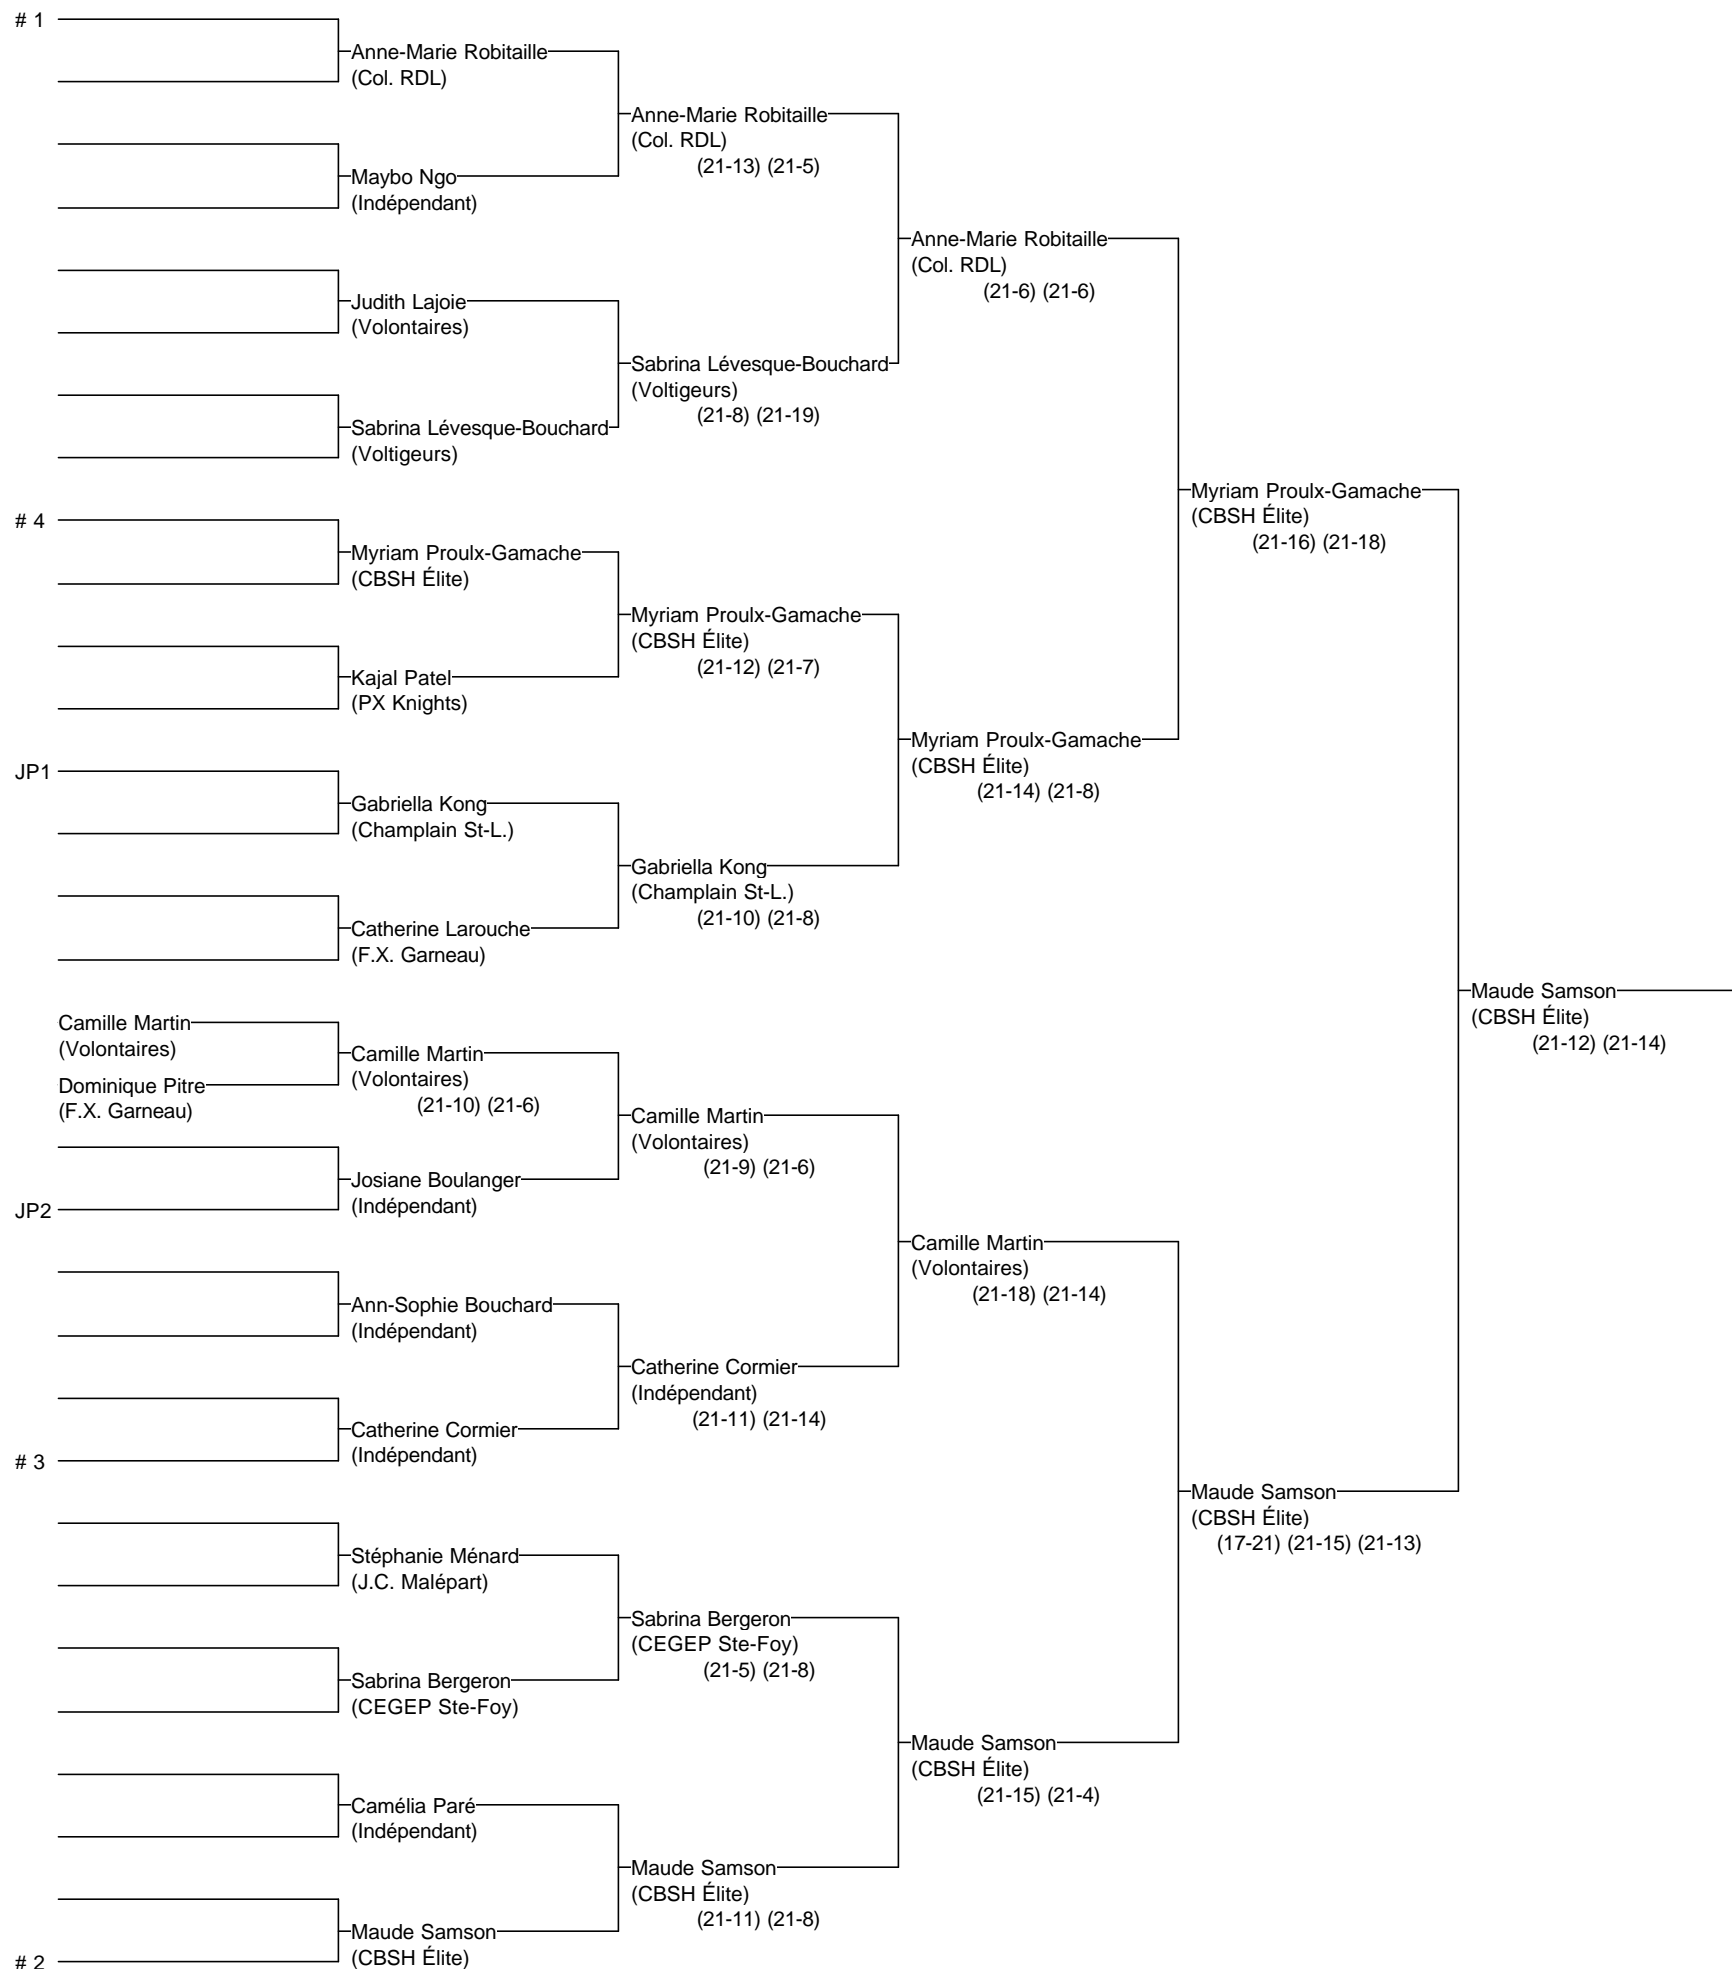 # 1
Anne-Marie Robitaille
(Col. RDL)
Anne-Marie Robitaille
(Col. RDL)
(21-13) (21-5)
Maybo Ngo
(Indépendant)
Anne-Marie Robitaille
(Col. RDL)
(21-6) (21-6)
Judith Lajoie
(Volontaires)
Sabrina Lévesque-Bouchard
(Voltigeurs)
(21-8) (21-19)
Sabrina Lévesque-Bouchard
(Voltigeurs)
Myriam Proulx-Gamache
(CBSH Élite)
(21-16) (21-18)
# 4
Myriam Proulx-Gamache
(CBSH Élite)
Myriam Proulx-Gamache
(CBSH Élite)
(21-12) (21-7)
Kajal Patel
(PX Knights)
Myriam Proulx-Gamache
(CBSH Élite)
(21-14) (21-8)
JP1
Gabriella Kong
(Champlain St-L.)
Gabriella Kong
(Champlain St-L.)
(21-10) (21-8)
Catherine Larouche
(F.X. Garneau)
Maude Samson
(CBSH Élite)
(21-12) (21-14)
Camille Martin
(Volontaires)
Camille Martin
(Volontaires)
(21-10) (21-6)
Dominique Pitre
(F.X. Garneau)
Camille Martin
(Volontaires)
(21-9) (21-6)
Josiane Boulanger
(Indépendant)
JP2
Camille Martin
(Volontaires)
(21-18) (21-14)
Ann-Sophie Bouchard
(Indépendant)
Catherine Cormier
(Indépendant)
(21-11) (21-14)
Catherine Cormier
(Indépendant)
# 3
Maude Samson
(CBSH Élite)
(17-21) (21-15) (21-13)
Stéphanie Ménard
(J.C. Malépart)
Sabrina Bergeron
(CEGEP Ste-Foy)
(21-5) (21-8)
Sabrina Bergeron
(CEGEP Ste-Foy)
Maude Samson
(CBSH Élite)
(21-15) (21-4)
Camélia Paré
(Indépendant)
Maude Samson
(CBSH Élite)
(21-11) (21-8)
Maude Samson
(CBSH Élite)
# 2